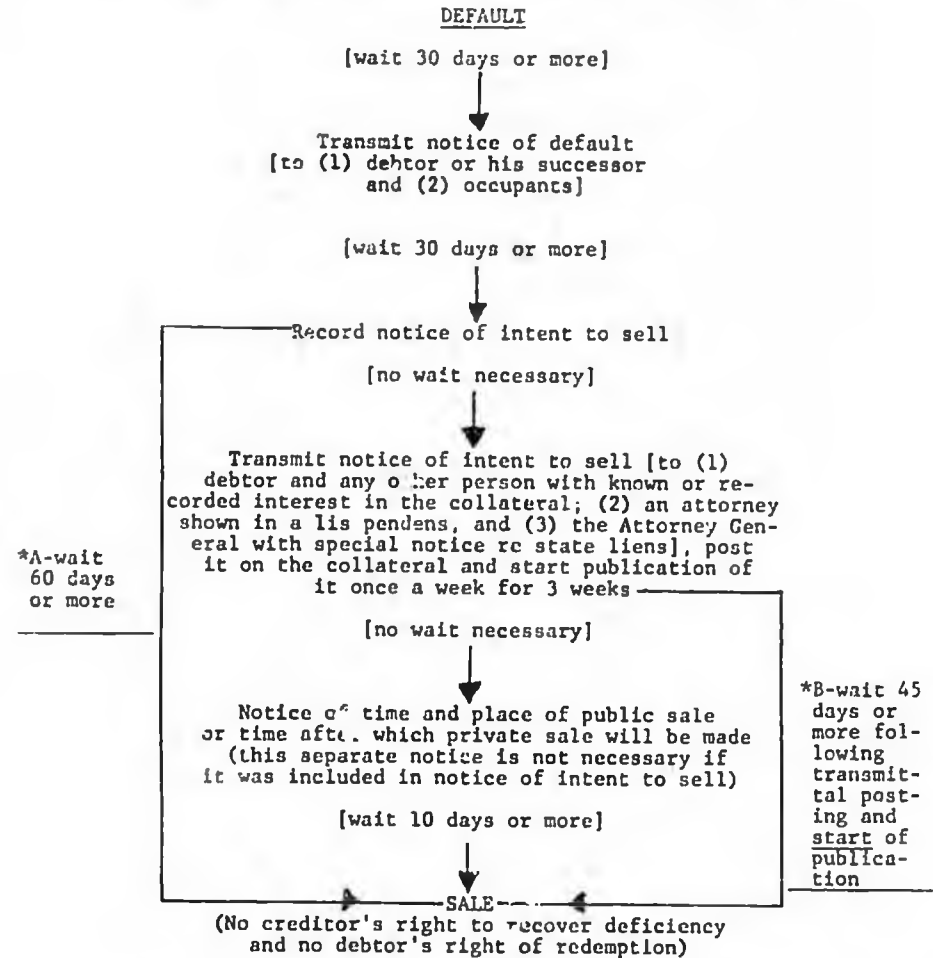 DEFAULT
[wait 30 days or more]
Transmit notice of default
[to (1) debtor or his successor
and (2) occupants]
[wait 30 days or more]
Record notice of intent to sell
[no wait necessary]
Transmit notice of intent to sell [to (1)
debtor and any o her person with known or re-
corded interest in the collateral; (2) an attorney
shown in a lis pendens, and (3) the Attorney Gen-
eral with special notice re state liens], post
it on the collateral and start publication of
it once a week for 3 weeks
*A-wait
60 days
or more
[no wait necessary]
Notice of time and place of public sale
or time after which private sale will be made
(this separate notice is not necessary if
it was included in notice of intent to sell)
*B-wait 45
days or
more fol-
lowing
transmit-
tal post-
ing and
start of
publica-
tion
[wait 10 days or more]
SALE
(No creditor's right to recover deficiency
and no debtor's right of redemption)